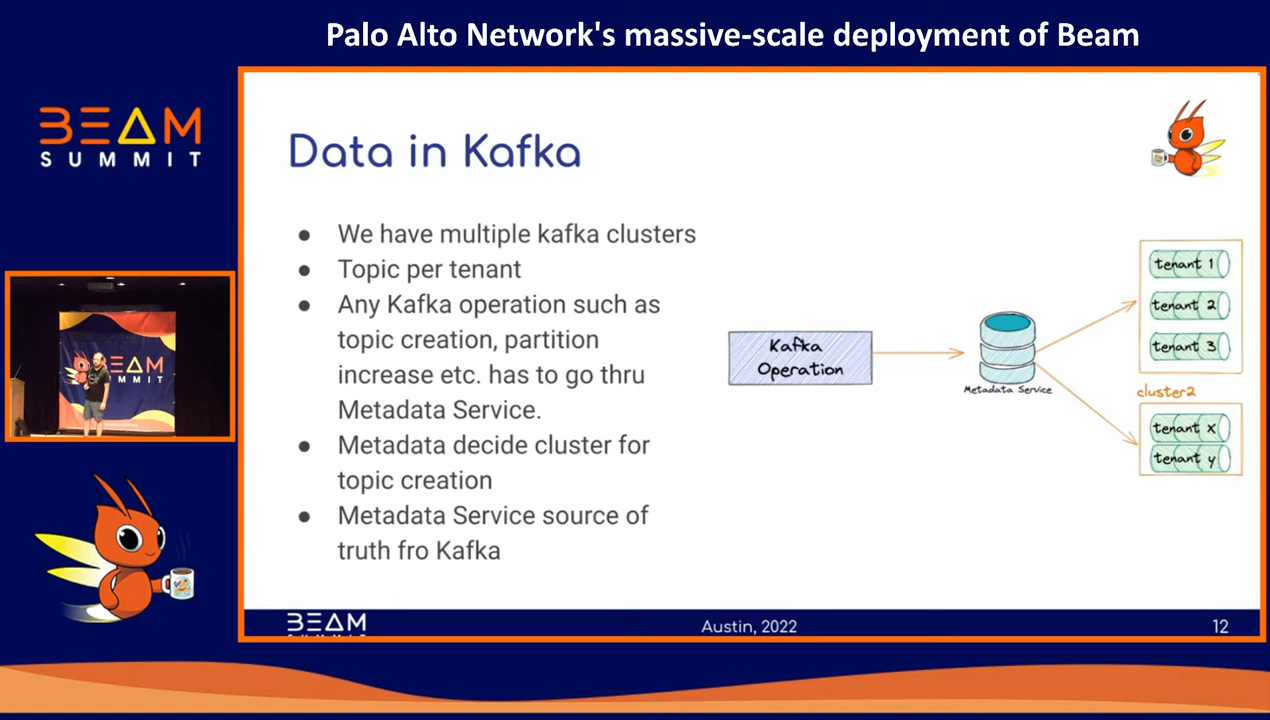 Palo Alto Network's massive-scale deployment of Beam
BEAM
SUMMIT
Data in Kafka
● We have multiple kafka clusters
● Topic per tenant
● Any Kafka operation such as
topic creation, partition
increase etc. has to go thru
Metadata Service.
● Metadata decide cluster for
topic creation
● Metadata Service source of
truth fro Kafka
Kafka
Operation
Metadata Service
tenant 1
tenant 2
tenant 3
cluster2
tenant x
tenant y
BEAM
SUMMIT
BEAM
Austin, 2022
12